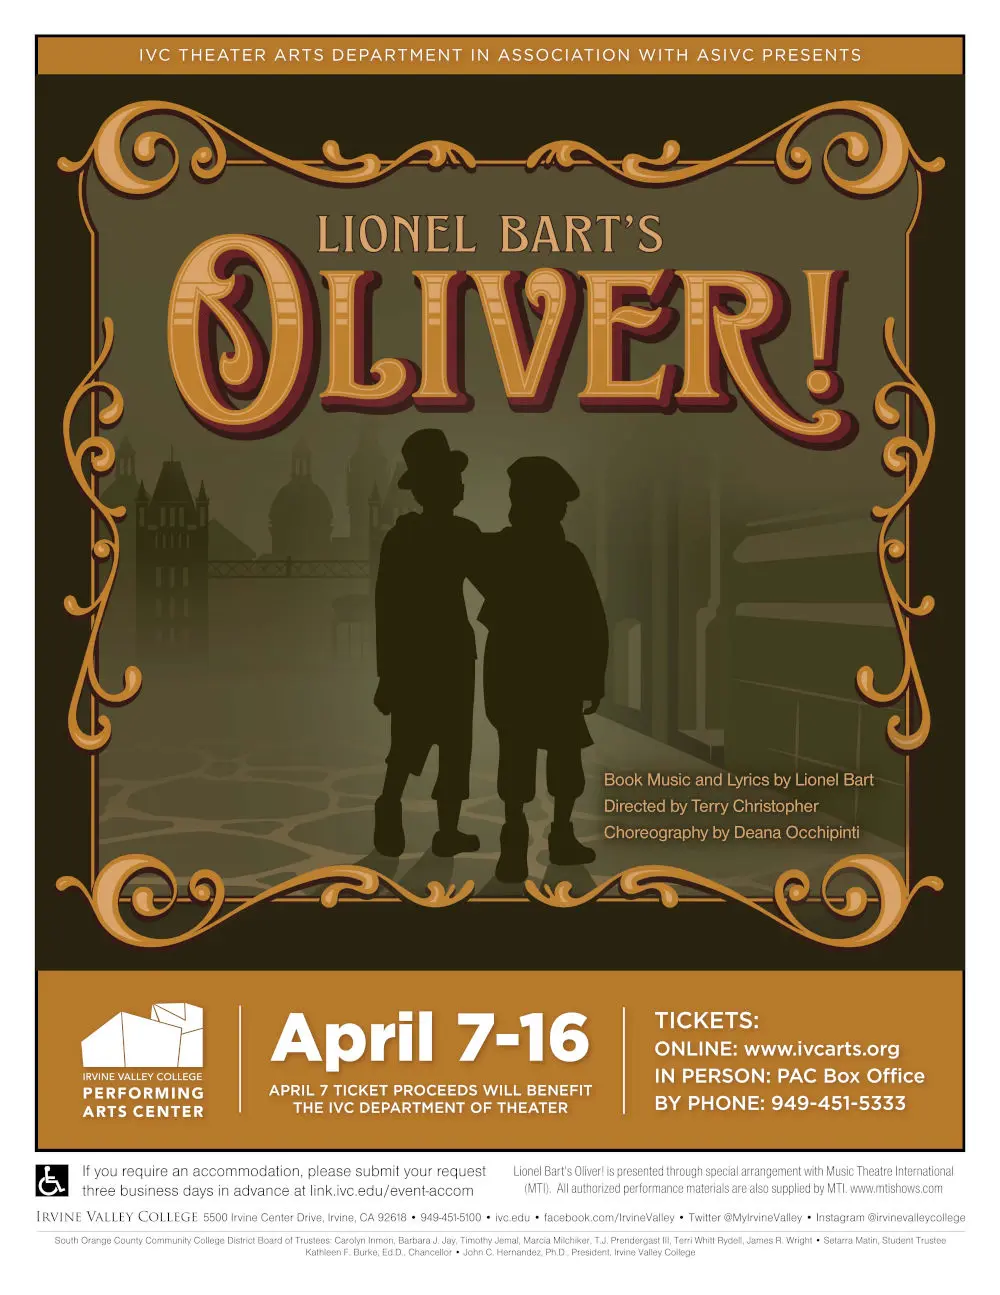 IVC THEATER ARTS DEPARTMENT IN ASSOCIATION WITH ASIVC PRESENTS
LIONEL BART'S
OLIVER!
Book Music and Lyrics by Lionel Bart
Directed by Terry Christopher
Choreography by Deana Occhipinti
IRVINE VALLEY COLLEGE
PERFORMING
ARTS CENTER
April 7-16
APRIL 7 TICKET PROCEEDS WILL BENEFIT
THE IVC DEPARTMENT OF THEATER
TICKETS:
ONLINE: www.ivcarts.org
IN PERSON: PAC Box Office
BY PHONE: 949-451-5333
If you require an accommodation, please submit your request
three business days in advance at link.ivc.edu/event-accom
Lionel Bart's Oliver! is presented through special arrangement with Music Theatre International
(MTI). All authorized performance materials are also supplied by MTI. www.mtishows.com
IRVINE VALLEY COLLEGE 5500 Irvine Center Drive, Irvine, CA 92618 • 949-451-5100 • ivc.edu • facebook.com/IrvineValley • Twitter @MyIrvineValley • Instagram @irvinevalleycollege
South Orange County Community College District Board of Trustees: Carolyn Inmon, Barbara J. Jay, Timothy Jemal, Marcia Milchiker, T.J. Prendergast III, Terri Whitt Rydell, James R. Wright • Setarra Matin, Student Trustee
Kathleen F. Burke, Ed.D., Chancellor • John C. Hernandez, Ph.D., President, Irvine Valley College